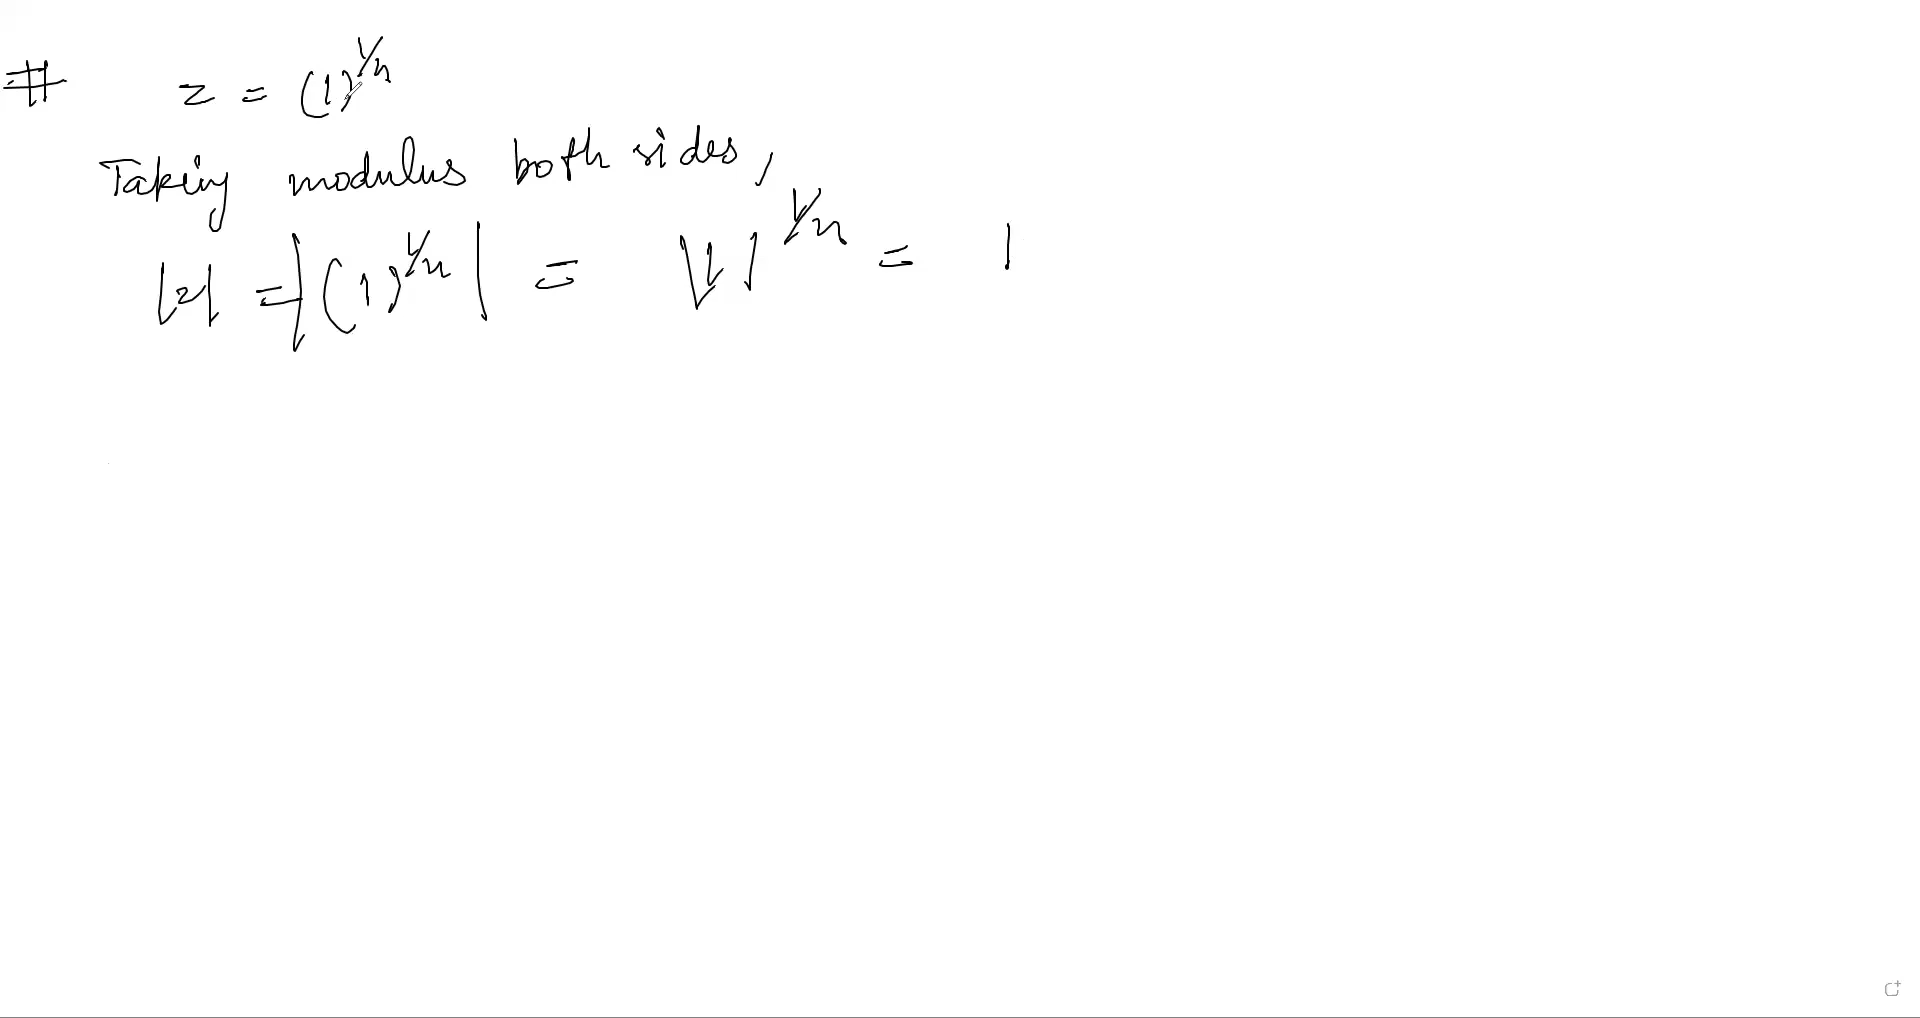 # z = (1)^{1/n}
Taking modulus both sides,
|z| = |(1)^{1/n}| = |1|^{1/n} = 1